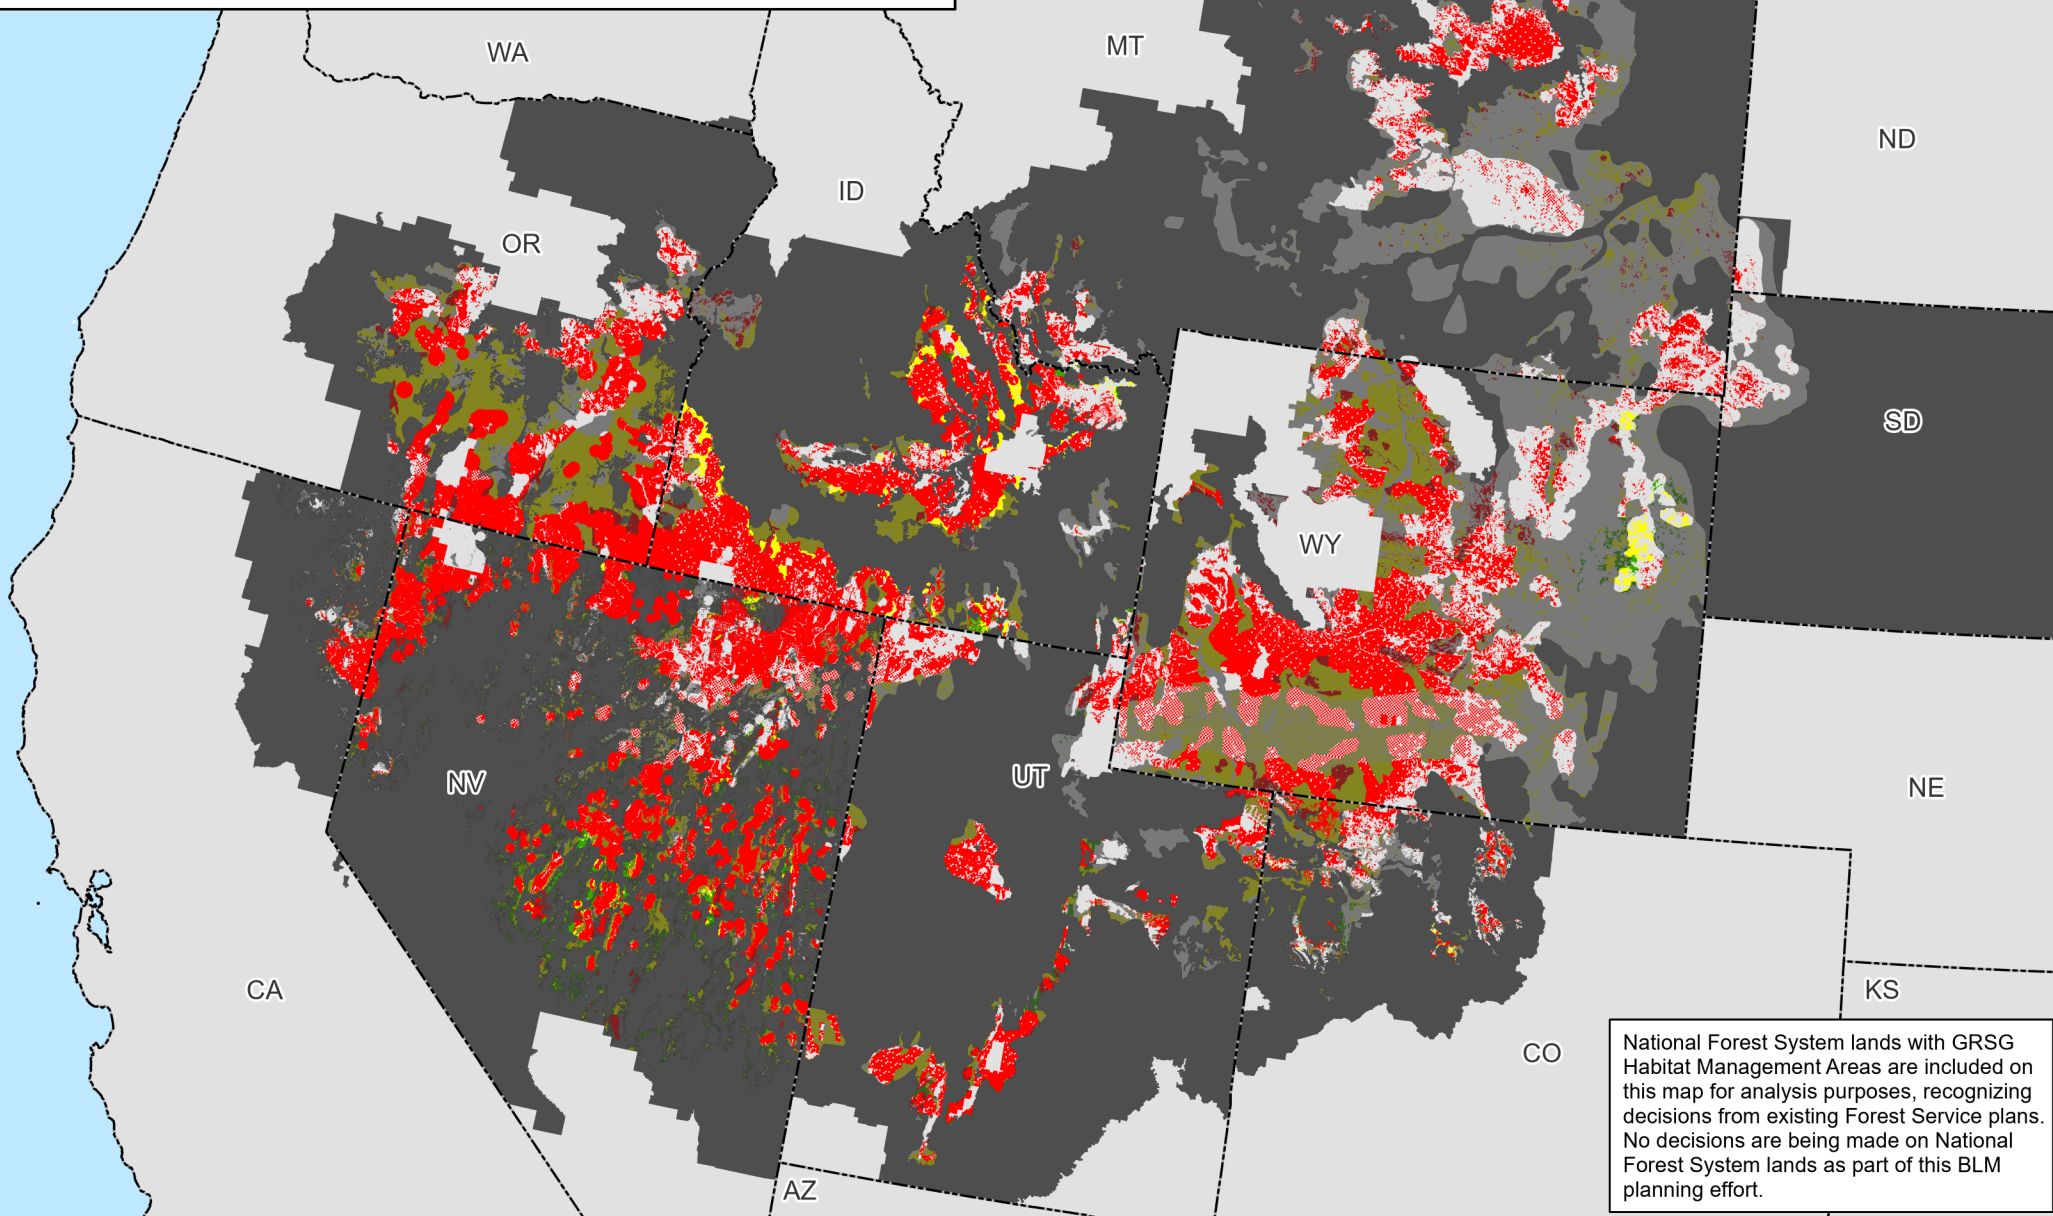 WA
MT
ND
ID
OR
SD
WY
NV
UT
NE
CA
KS
CO
AZ
National Forest System lands with GRSG
Habitat Management Areas are included on
this map for analysis purposes, recognizing
decisions from existing Forest Service plans.
No decisions are being made on National
Forest System lands as part of this BLM
planning effort.